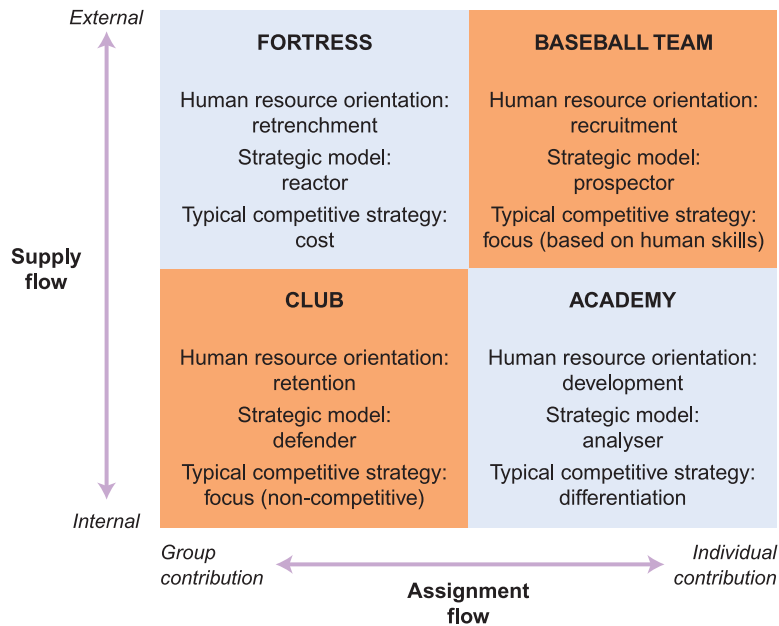 External
FORTRESS
Human resource orientation:
retrenchment
Strategic model:
reactor
Typical competitive strategy:
cost
BASEBALL TEAM
Human resource orientation:
recruitment
Strategic model:
prospector
Typical competitive strategy:
focus (based on human skills)
Supply
flow
CLUB
Human resource orientation:
retention
Strategic model:
defender
Typical competitive strategy:
focus (non-competitive)
ACADEMY
Human resource orientation:
development
Strategic model:
analyser
Typical competitive strategy:
differentiation
Internal
Group
contribution
Individual
contribution
Assignment
flow